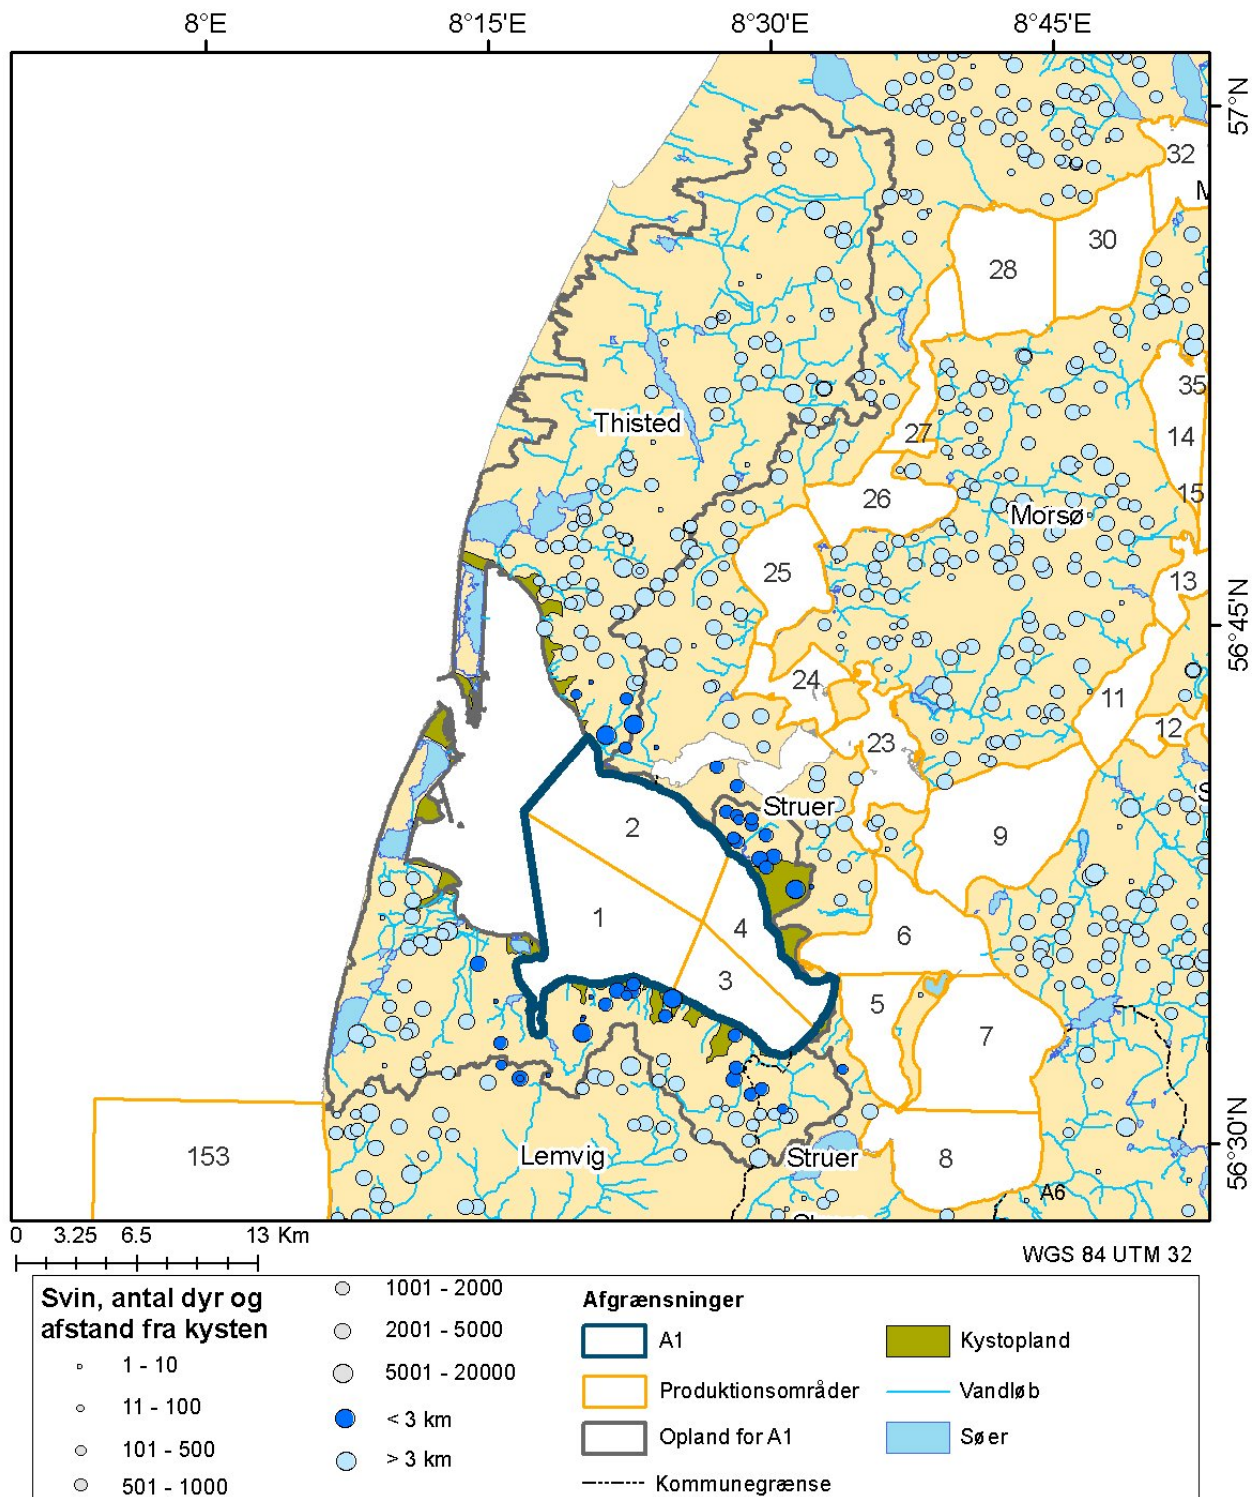 8°E 8°15'E 8°30'E 8°45'E
57°N
32
M
30
28
35
Thisted
27
14
15
26
Morsø
25
13
56°45'N
24
11
12
23
S
Struer
2
9
1
4
6
3
5
7
56°30'N
153
Lemvig
Struer
8
A6
0 3.25 6.5 13 Km
WGS 84 UTM 32
Svin, antal dyr og
afstand fra kysten
1 - 10
11 - 100
101 - 500
501 - 1000
1001 - 2000
2001 - 5000
5001 - 20000
< 3 km
> 3 km
Afgrænsninger
A1
Produktionsområder
Opland for A1
Kommunegrænse
Kystopland
Vandløb
Søer